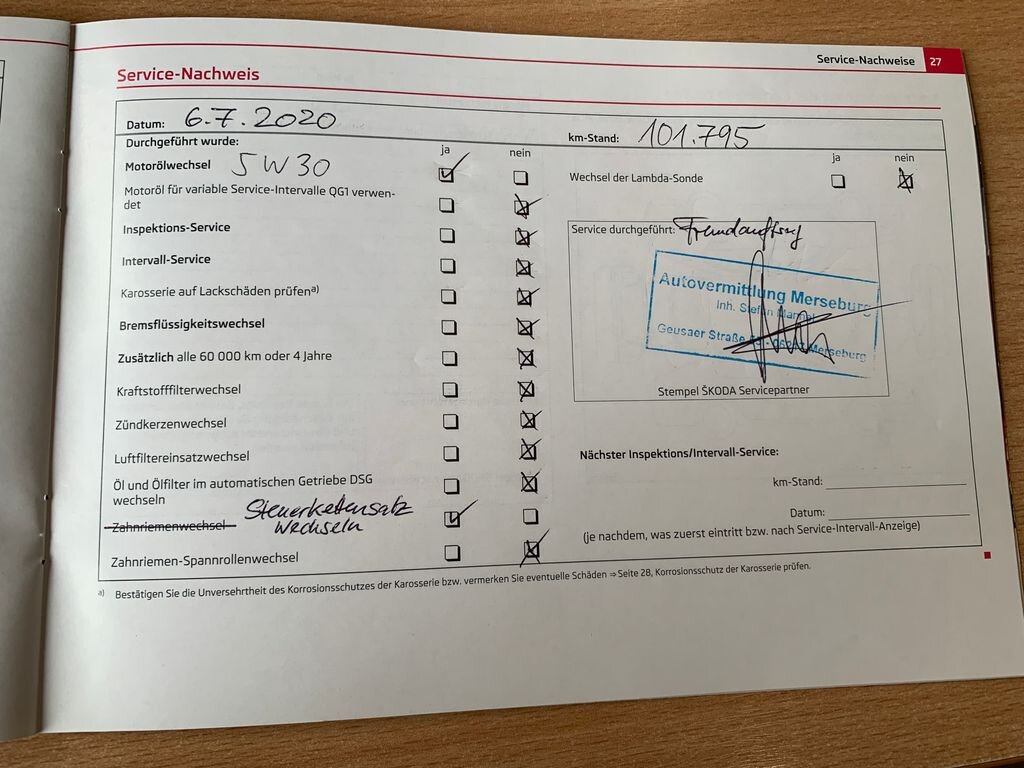 Service-Nachweise 27
Service-Nachweis
Datum: 6.7.2020
km-Stand: 101.795
Durchgeführt wurde:
ja nein
Motorölwechsel 5W30
Motoröl für variable Service-Intervalle QG1 verwen-
det
Inspektions-Service
Intervall-Service
Karosserie auf Lackschäden prüfen a)
Bremsflüssigkeitswechsel
Zusätzlich alle 60 000 km oder 4 Jahre
Kraftstofffilterwechsel
Zündkerzenwechsel
Luftfiltereinsatzwechsel
Öl und Ölfilter im automatischen Getriebe DSG
wechseln
Zahnriemenwechsel Steuerkettensatz
wechseln
Zahnriemen-Spannrollenwechsel
ja nein
Wechsel der Lambda-Sonde
Service durchgeführt: Fremdauftrag
Autovermittlung Merseburg
Inh. Stefan
Geusaer Straße Merseburg
Stempel ŠKODA Servicepartner
Nächster Inspektions/Intervall-Service:
km-Stand:
Datum:
(je nachdem, was zuerst eintritt bzw. nach Service-Intervall-Anzeige)
a) Bestätigen Sie die Unversehrtheit des Korrosionsschutzes der Karosserie bzw. vermerken Sie eventuelle Schäden ⇒ Seite 28, Korrosionsschutz der Karosserie prüfen.